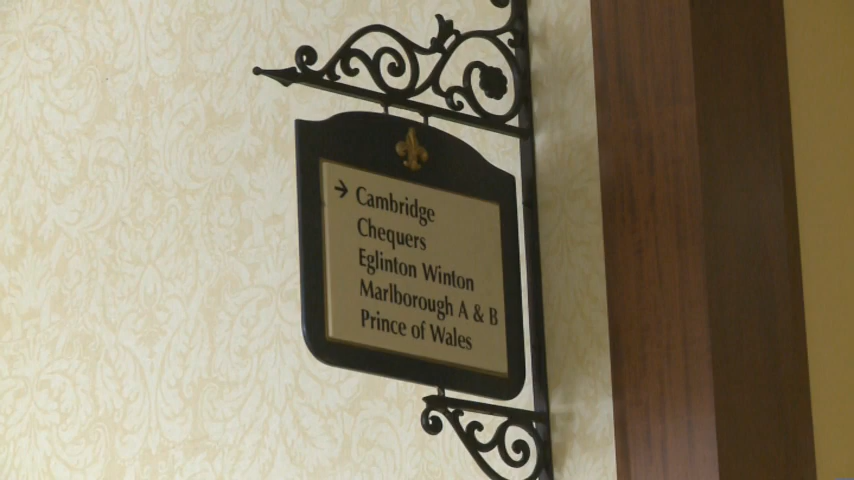 → Cambridge
Chequers
Eglinton Winton
Marlborough A & B
Prince of Wales